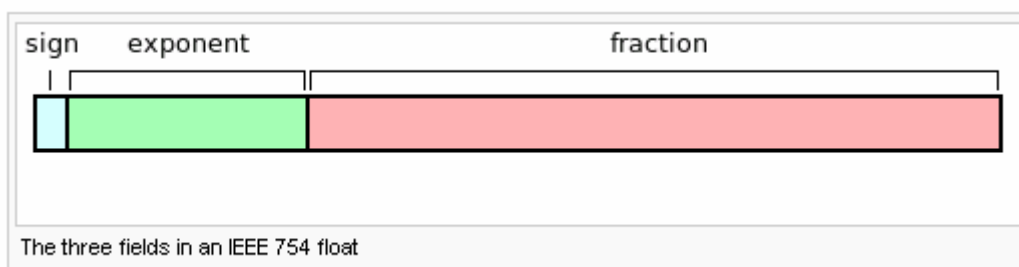 sign exponent fraction
The three fields in an IEEE 754 float